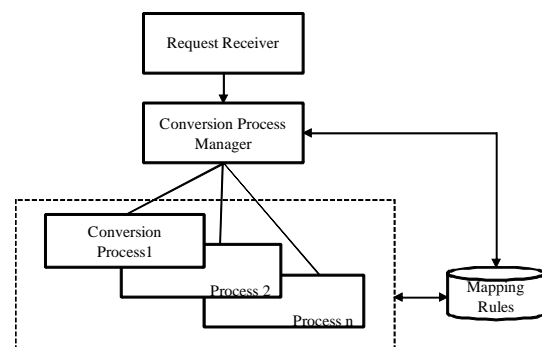 Request Receiver
Conversion Process
Manager
Conversion
Process1
Process 2
Process n
Mapping
Rules